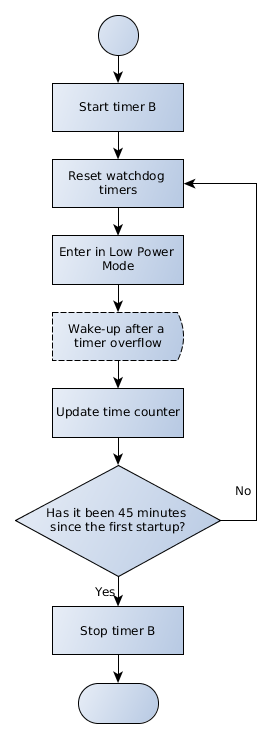 Start timer B
Reset watchdog
timers
Enter in Low Power
Mode
Wake-up after a
timer overflow
Update time counter
Has it been 45 minutes
since the first startup?
No
Yes
Stop timer B